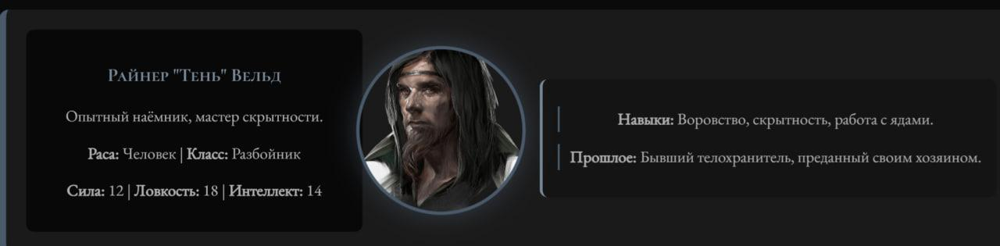 Райнер "Тень" Вельд
Опытный наёмник, мастер скрытности.
Раса: Человек | Класс: Разбойник
Сила: 12 | Ловкость: 18 | Интеллект: 14
Навыки: Воровство, скрытность, работа с ядами.
Прошлое: Бывший телохранитель, преданный своим хозяином.